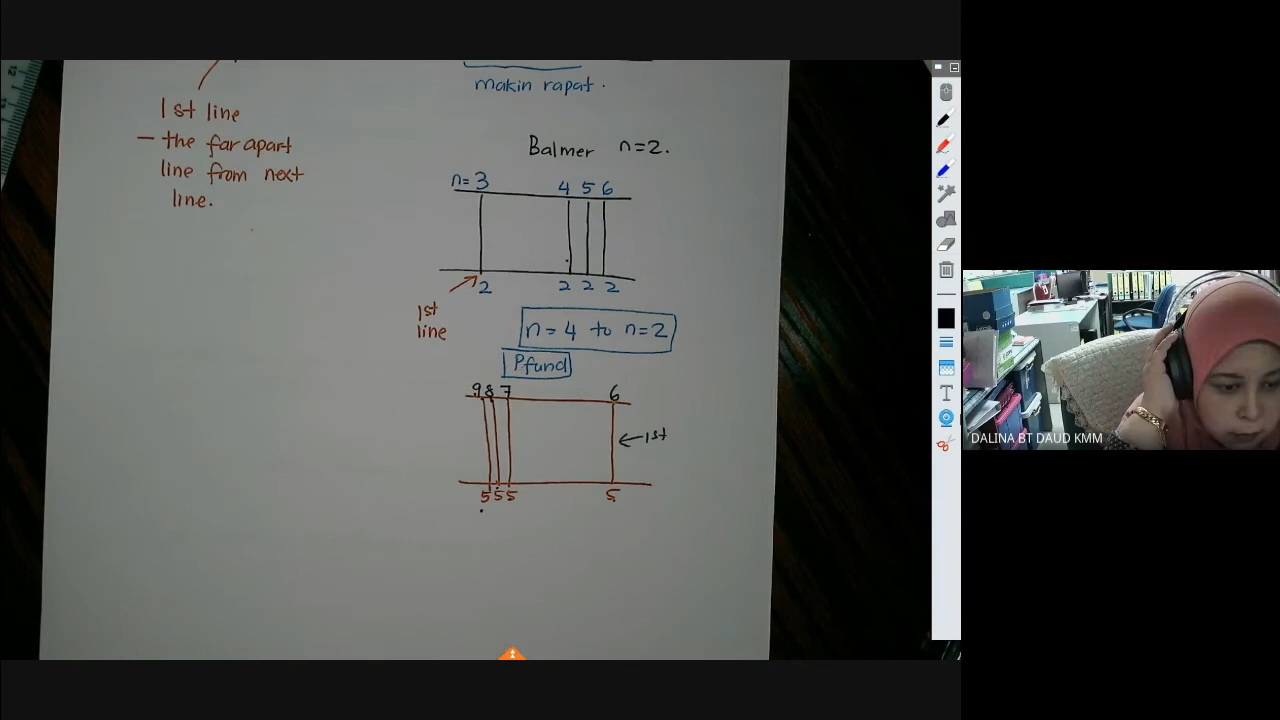 makin rapat.
1st line
– the far apart
line from next
line.
Balmer n=2.
n= 3 4 5 6
2 2 2 2
1st
line
n= 4 to n=2
Pfund
9 8 7 6
←1st
5 5 5 5
DALINA BT DAUD KMM
T